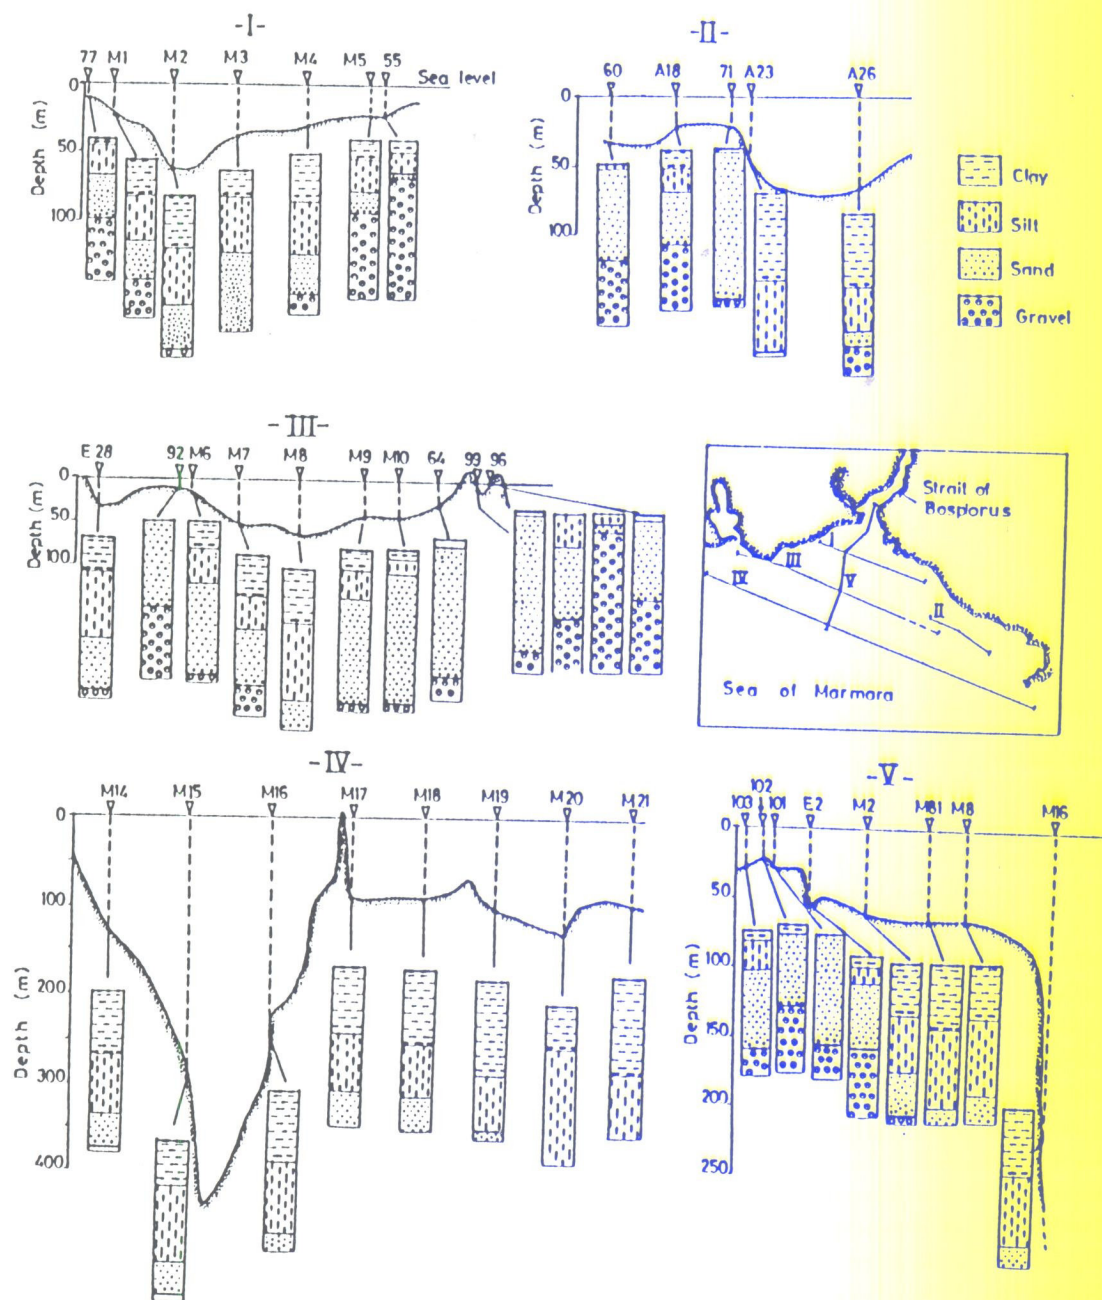 -I-
77 M1 M2 M3 M4 M5 55 Sea level
0
50
100
Depth (m)
-II-
60 A18 71 A23 A26
0
50
100
Depth (m)
Clay
Silt
Sand
Gravel
-III-
E 28 92 M6 M7 M8 M9 M10 64 99 96
0
50
100
Depth (m)
Strait of
Bosporus
I
III
IV
V
II
Sea of Marmara
-IV-
M14 M15 M16 M17 M18 M19 M20 M21
0
100
200
300
400
Depth (m)
-V-
103 102 101 E2 M2 M81 M8 M16
0
50
100
150
200
250
Depth (m)